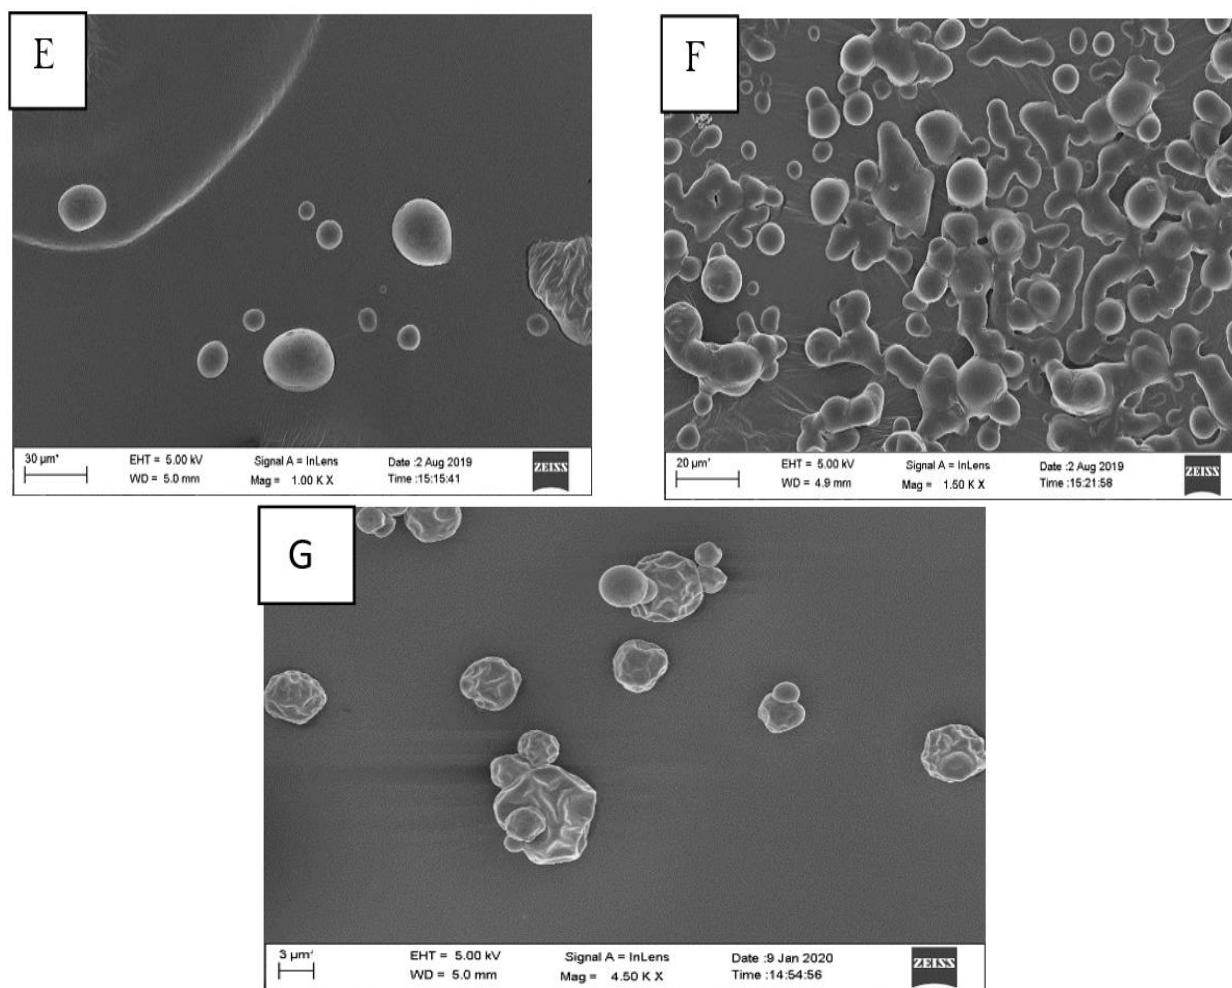 E
F
30 µm*
EHT = 5.00 kV
WD = 5.0 mm
Signal A = InLens
Mag = 1.00 K X
Date :2 Aug 2019
Time :15:15:41
ZEISS
20 µm*
EHT = 5.00 kV
WD = 4.9 mm
Signal A = InLens
Mag = 1.50 K X
Date :2 Aug 2019
Time :15:21:58
ZEISS
G
3 µm*
EHT = 5.00 kV
WD = 5.0 mm
Signal A = InLens
Mag = 4.50 K X
Date :9 Jan 2020
Time :14:54:56
ZEISS